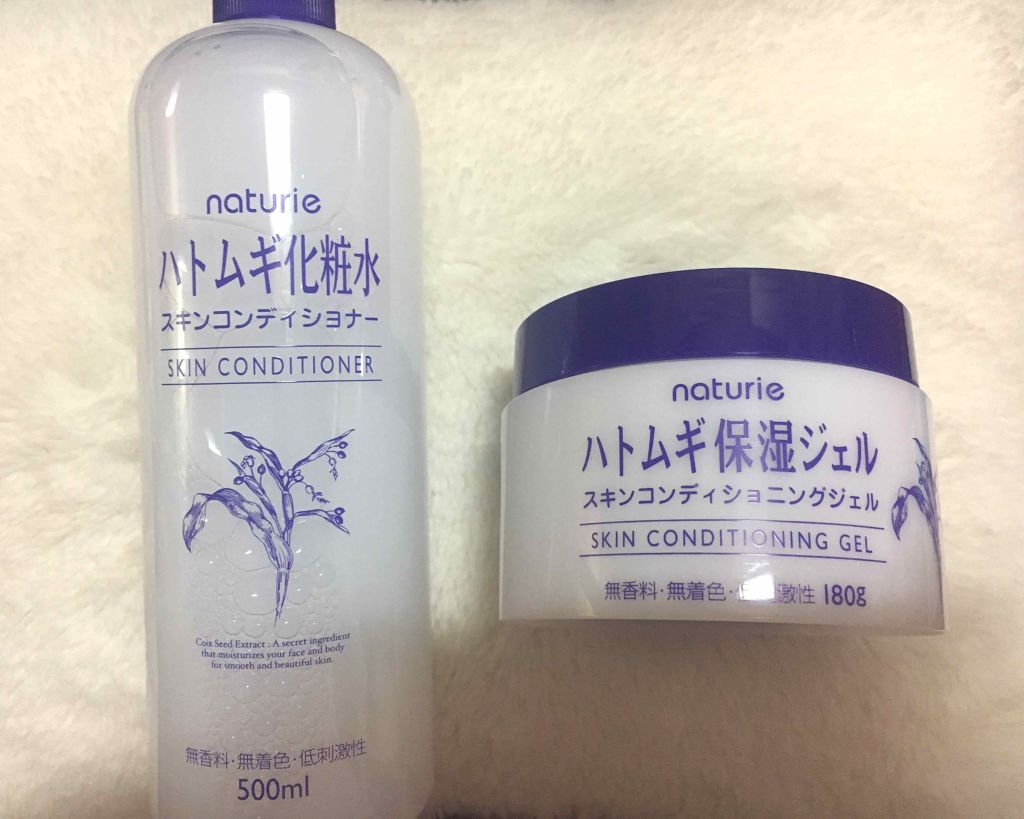 naturie
ハトムギ化粧水
スキンコンディショナー
SKIN CONDITIONER
Coix Seed Extract : A secret ingredient
that moisturizes your face and body
for smooth and beautiful skin.
無香料・無着色・低刺激性
500ml
naturie
ハトムギ保湿ジェル
スキンコンディショニングジェル
SKIN CONDITIONING GEL
無香料・無着色・低刺激性 180g